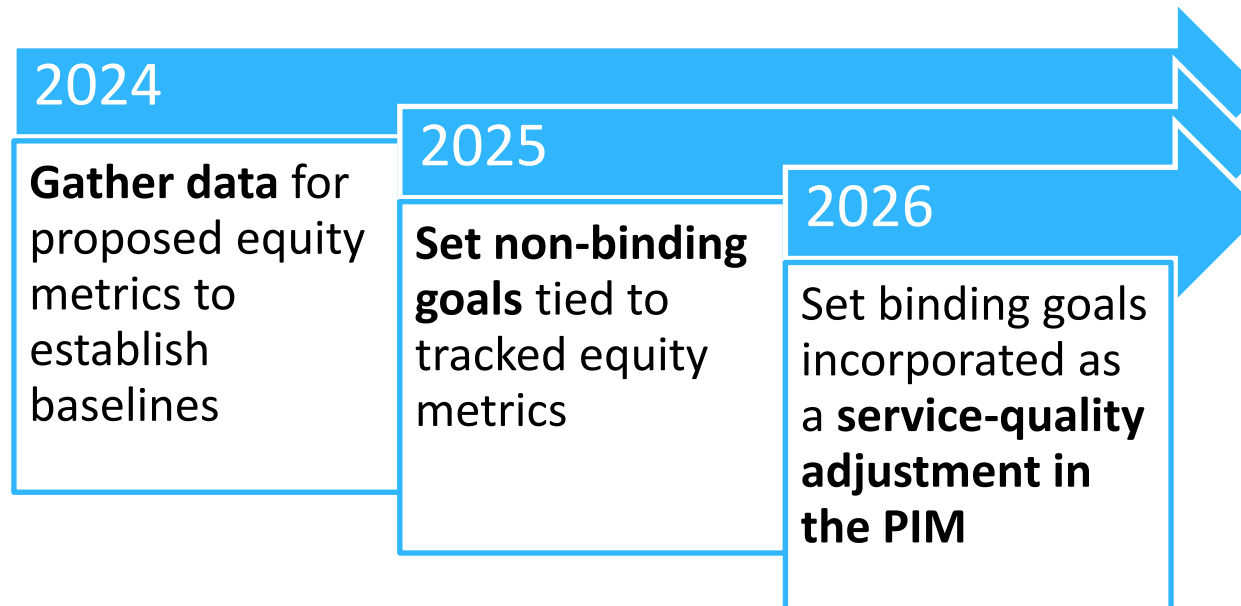 2024
Gather data for
proposed equity
metrics to
establish
baselines
2025
Set non-binding
goals tied to
tracked equity
metrics
2026
Set binding goals
incorporated as
a service-quality
adjustment in
the PIM